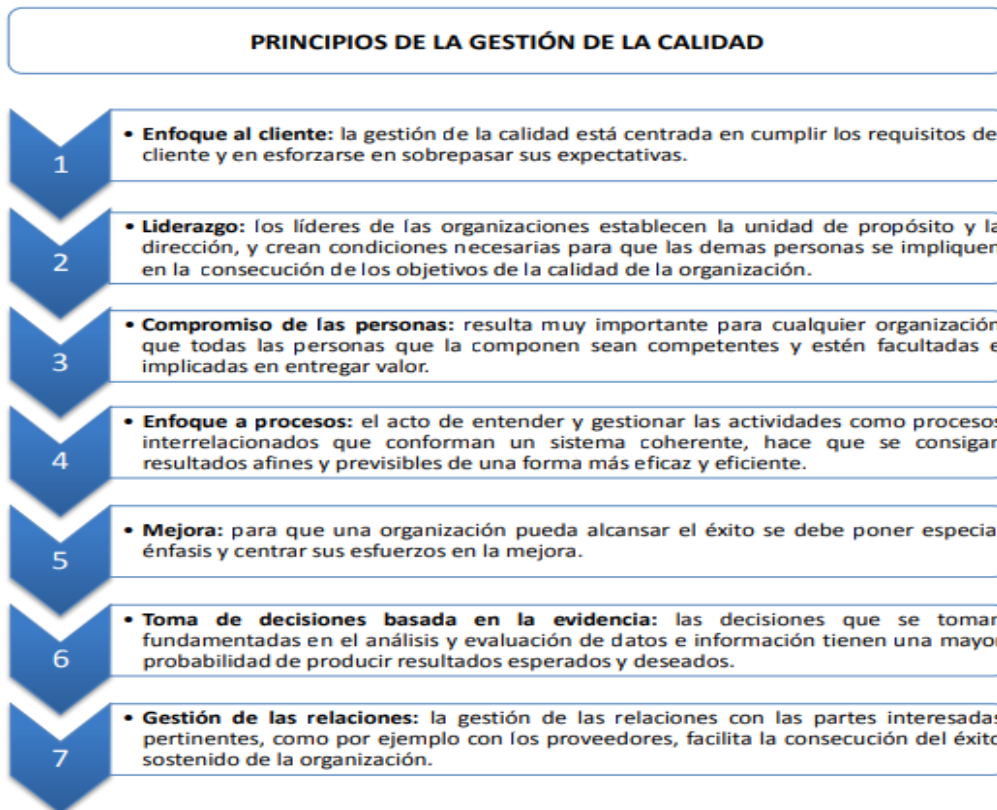 PRINCIPIOS DE LA GESTIÓN DE LA CALIDAD
1
• Enfoque al cliente: la gestión de la calidad está centrada en cumplir los requisitos de
cliente y en esforzarse en sobrepasar sus expectativas.
2
• Liderazgo: los líderes de las organizaciones establecen la unidad de propósito y la
dirección, y crean condiciones necesarias para que las demas personas se impliquen
en la consecución de los objetivos de la calidad de la organización.
3
• Compromiso de las personas: resulta muy importante para cualquier organización
que todas las personas que la componen sean competentes y estén facultadas e
implicadas en entregar valor.
4
• Enfoque a procesos: el acto de entender y gestionar las actividades como procesos
interrelacionados que conforman un sistema coherente, hace que se consigan
resultados afines y previsibles de una forma más eficaz y eficiente.
5
• Mejora: para que una organización pueda alcansar el éxito se debe poner especia
énfasis y centrar sus esfuerzos en la mejora.
6
• Toma de decisiones basada en la evidencia: las decisiones que se toman
fundamentadas en el análisis y evaluación de datos e información tienen una mayor
probabilidad de producir resultados esperados y deseados.
7
• Gestión de las relaciones: la gestión de las relaciones con las partes interesadas
pertinentes, como por ejemplo con los proveedores, facilita la consecución del éxito
sostenido de la organización.